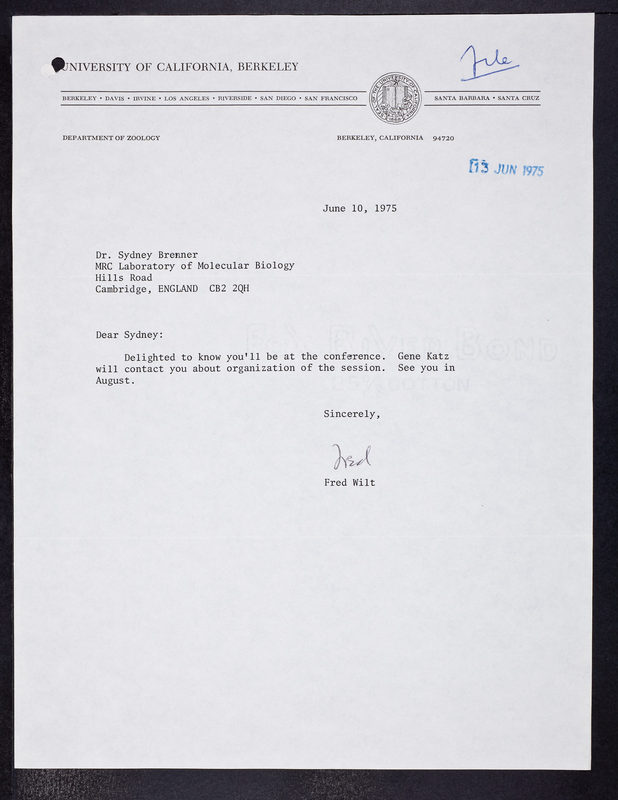 File
UNIVERSITY OF CALIFORNIA, BERKELEY
BERKELEY • DAVIS • IRVINE • LOS ANGELES • RIVERSIDE • SAN DIEGO • SAN FRANCISCO
SANTA BARBARA • SANTA CRUZ
DEPARTMENT OF ZOOLOGY
BERKELEY, CALIFORNIA 94720
13 JUN 1975
June 10, 1975
Dr. Sydney Brenner
MRC Laboratory of Molecular Biology
Hills Road
Cambridge, ENGLAND CB2 2QH
Dear Sydney:
Delighted to know you'll be at the conference. Gene Katz
will contact you about organization of the session. See you in
August.
Sincerely,
Fred
Fred Wilt